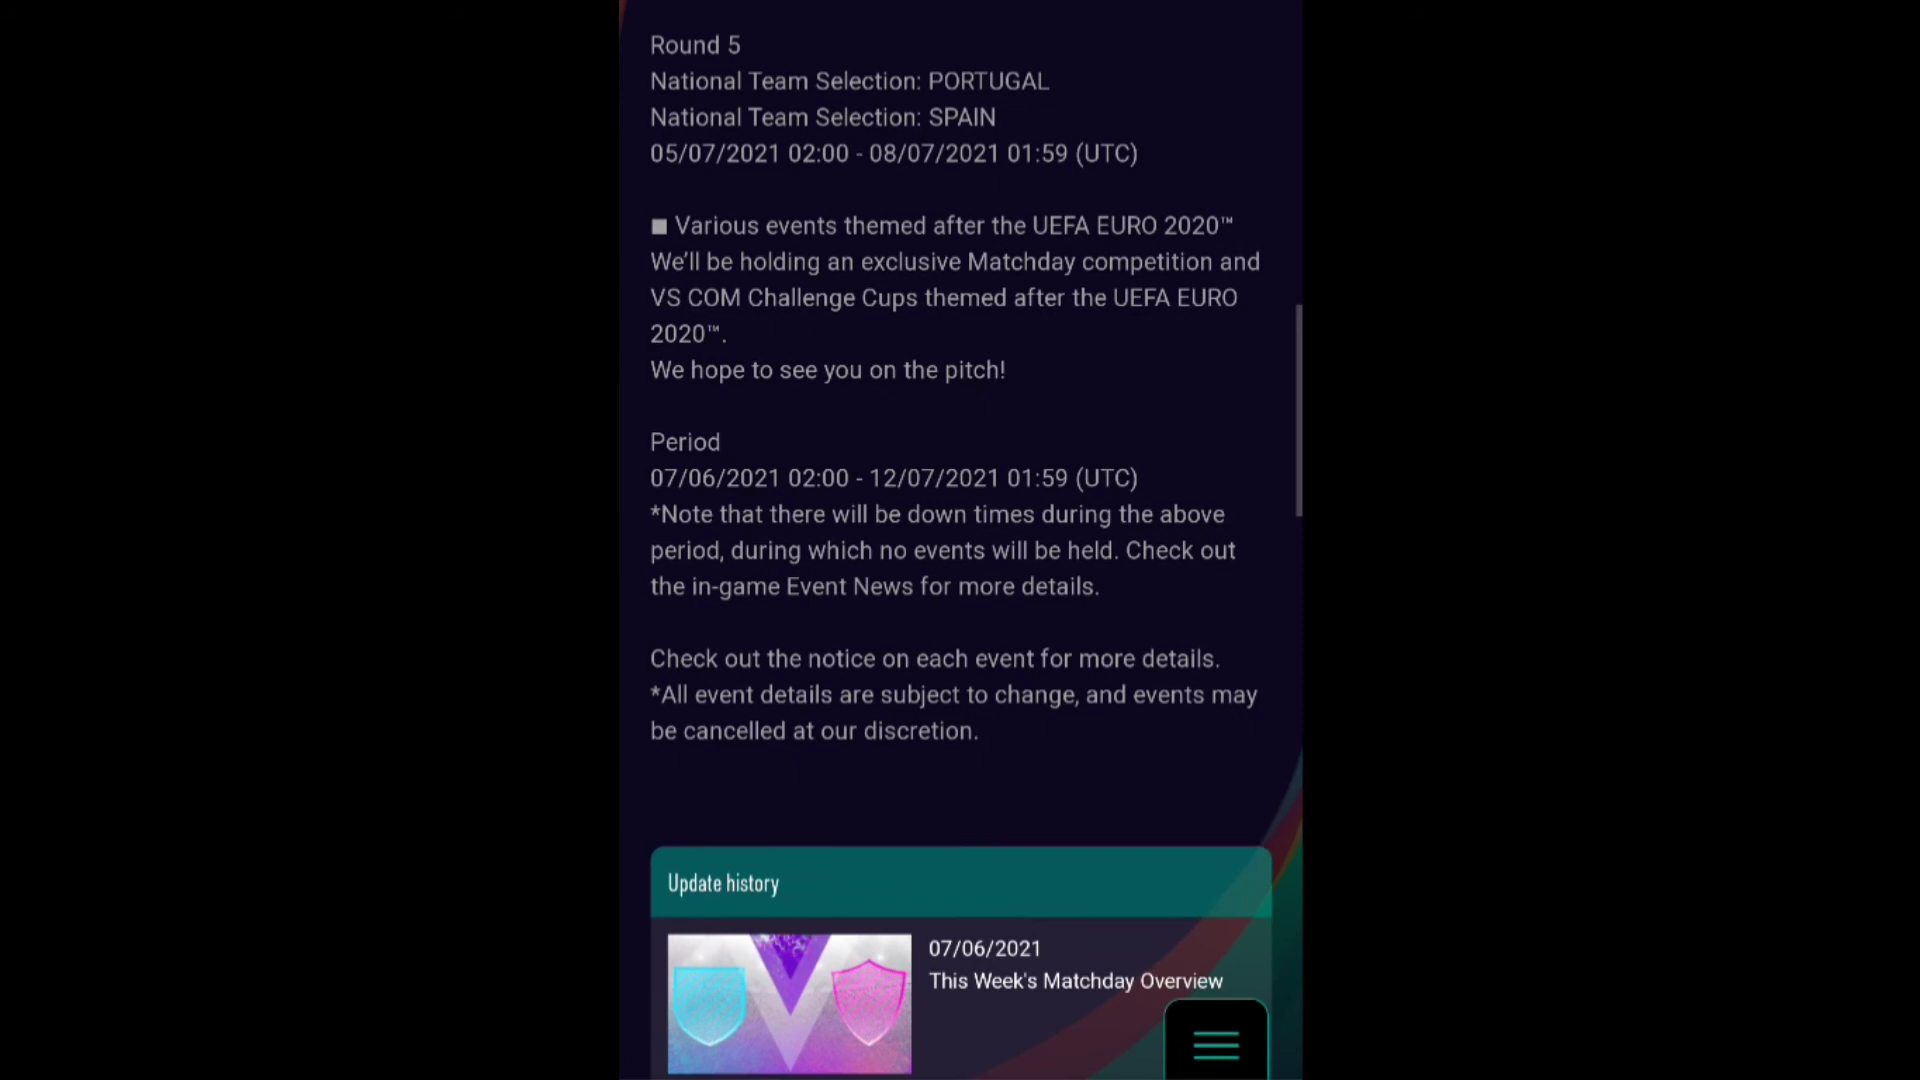 Round 5
National Team Selection: PORTUGAL
National Team Selection: SPAIN
05/07/2021 02:00 - 08/07/2021 01:59 (UTC)
■ Various events themed after the UEFA EURO 2020™
We’ll be holding an exclusive Matchday competition and
VS COM Challenge Cups themed after the UEFA EURO
2020™.
We hope to see you on the pitch!
Period
07/06/2021 02:00 - 12/07/2021 01:59 (UTC)
*Note that there will be down times during the above
period, during which no events will be held. Check out
the in-game Event News for more details.
Check out the notice on each event for more details.
*All event details are subject to change, and events may
be cancelled at our discretion.
Update history
07/06/2021
This Week's Matchday Overview